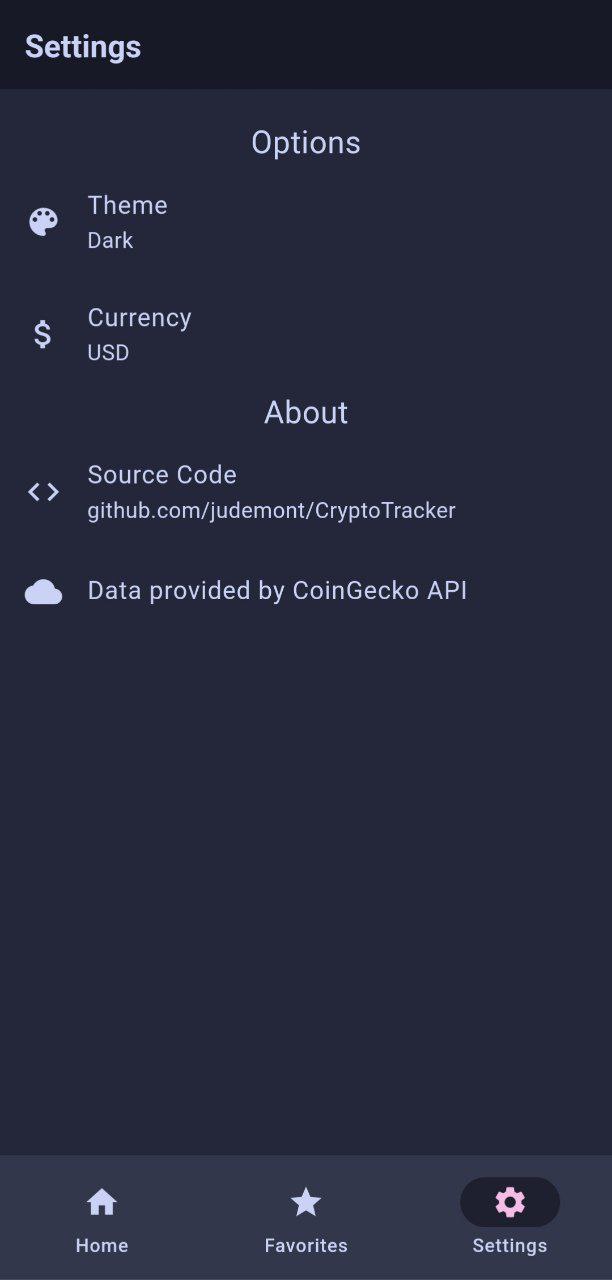 Settings
Options
Theme
Dark
Currency
USD
About
Source Code
github.com/judemont/CryptoTracker
Data provided by CoinGecko API
Home
Favorites
Settings